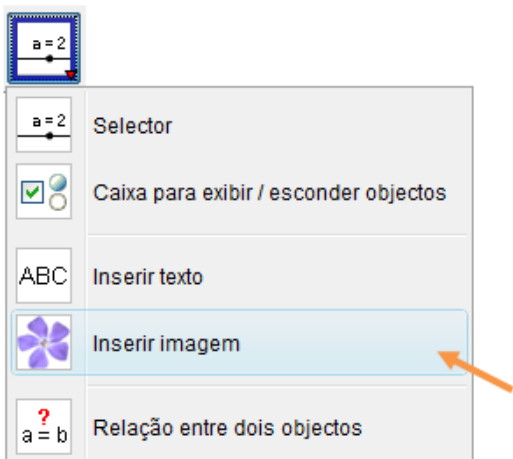 a=2
a=2 Selector
Caixa para exibir / esconder objectos
ABC Inserir texto
Inserir imagem
?
a = b Relação entre dois objectos